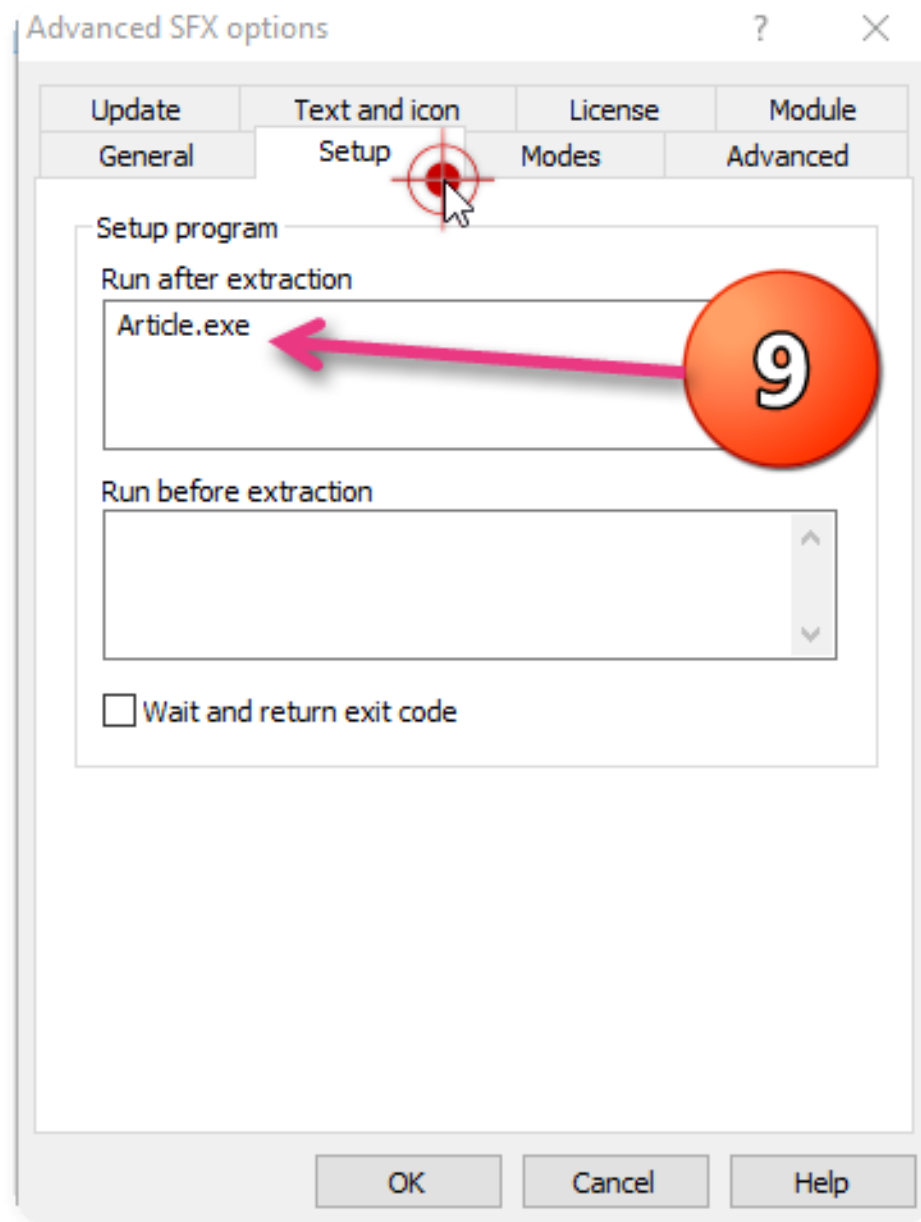 Advanced SFX options ?
Update Text and icon License Module
General Setup Modes Advanced
Setup program
Run after extraction
Article.exe
9
Run before extraction
Wait and return exit code
OK Cancel Help